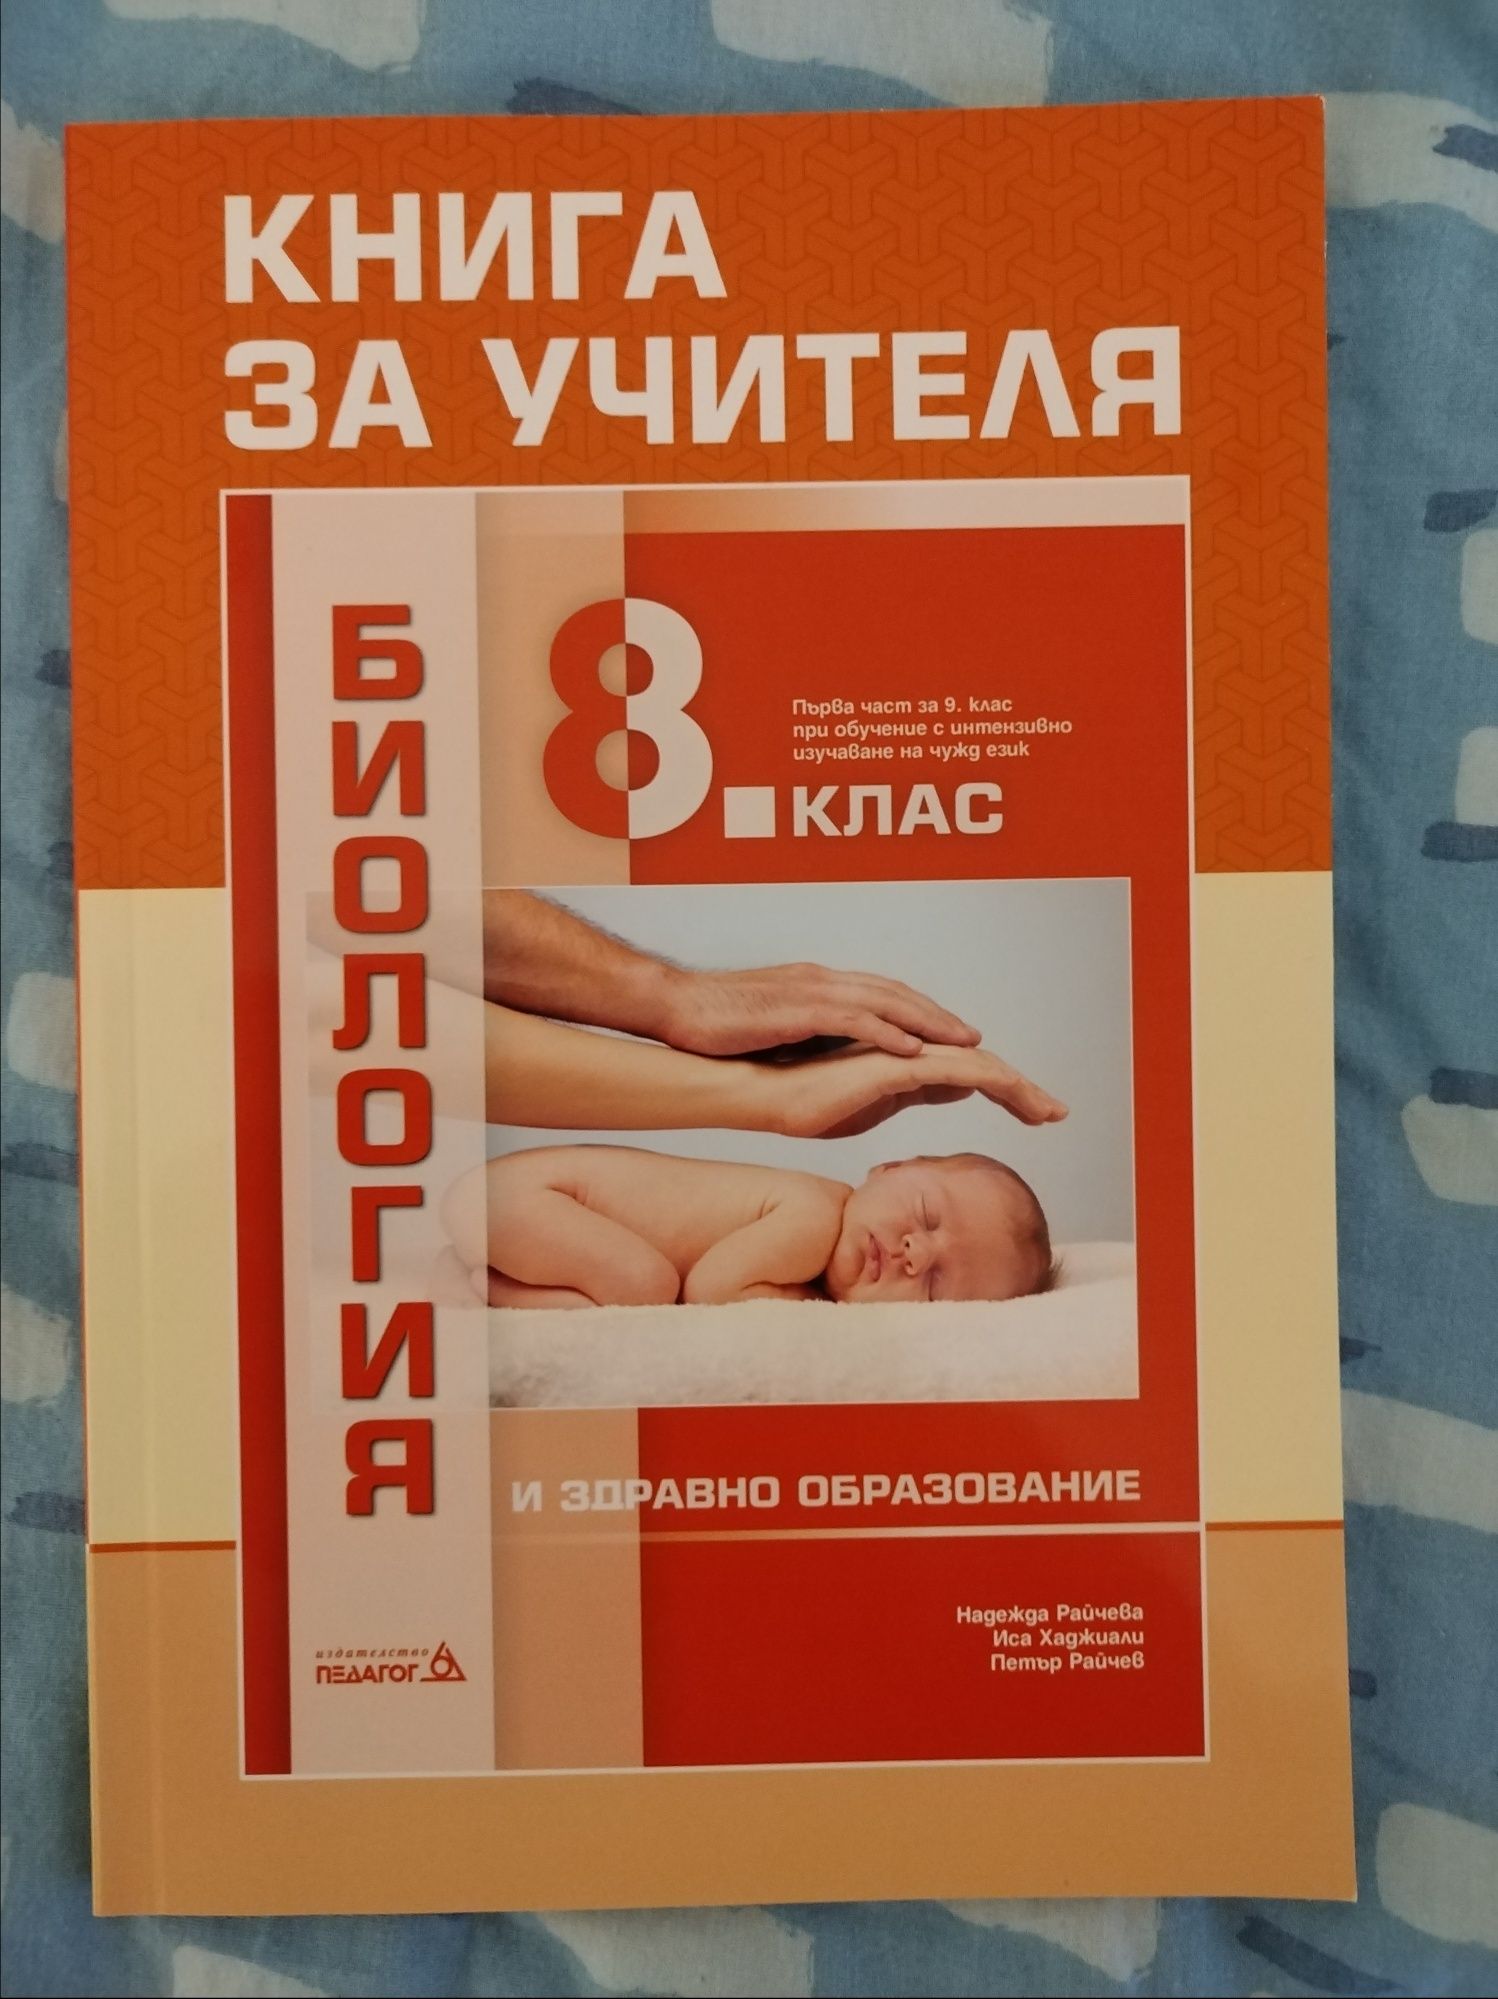 КНИГА
ЗА УЧИТЕЛЯ
БИОЛОГИЯ
8.
Първа част за 9. клас
при обучение с интензивно
изучаване на чужд език
КЛАС
И ЗДРАВНО ОБРАЗОВАНИЕ
Надежда Райчева
Иса Хаджиали
Петър Райчев
издателство
ПЕДАГОГ 6